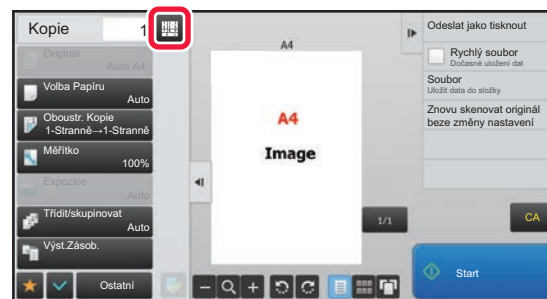 Kopie
1
Originál
Auto A4
Volba Papíru
Auto
Oboustr. Kopie
1-Stranně→1-Stranně
Měřítko
100%
Expozice
Auto
Třídit/skupinovat
Auto
Výst.Zásob.
Ostatní
A4
A4
Image
1/1
Odeslat jako tisknout
Rychlý soubor
Dočasné uložení dat
Soubor
Uložit data do složky
Znovu skenovat originál
beze změny nastavení
CA
Start